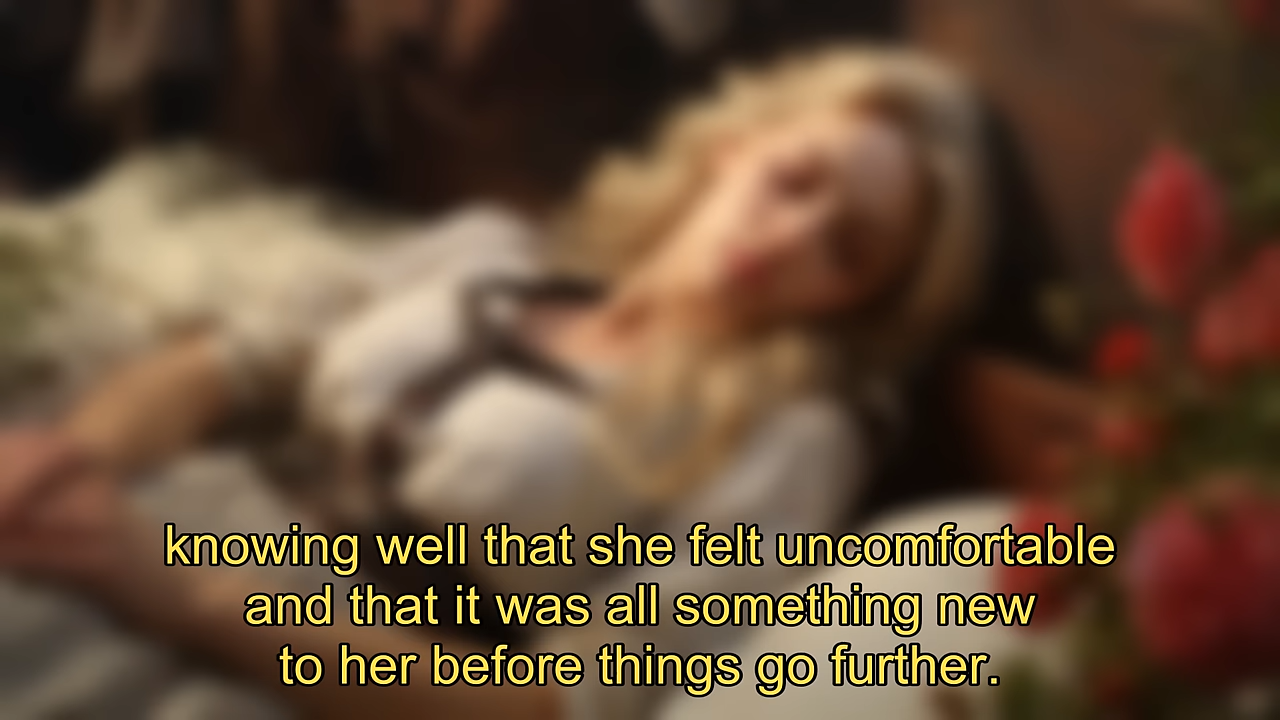 knowing well that she felt uncomfortable
and that it was all something new
to her before things go further.